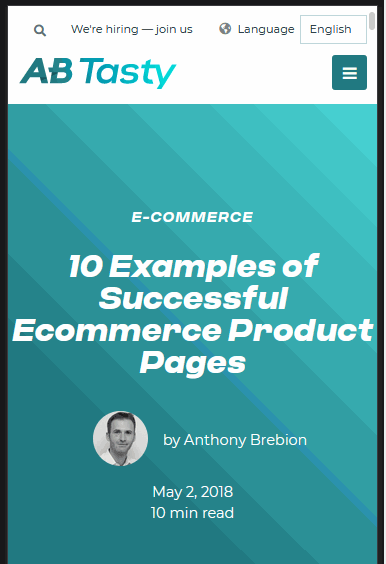 We're hiring — join us
Language
English
AB Tasty
E-COMMERCE
10 Examples of
Successful
Ecommerce Product
Pages
by Anthony Brebion
May 2, 2018
10 min read